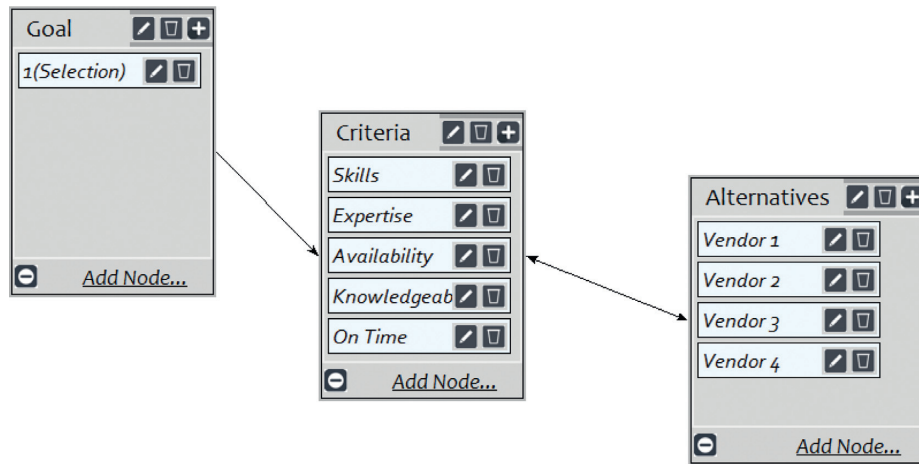 Goal
1(Selection)
Add Node...
Criteria
Skills
Expertise
Availability
Knowledgeab
On Time
Add Node...
Alternatives
Vendor 1
Vendor 2
Vendor 3
Vendor 4
Add Node...